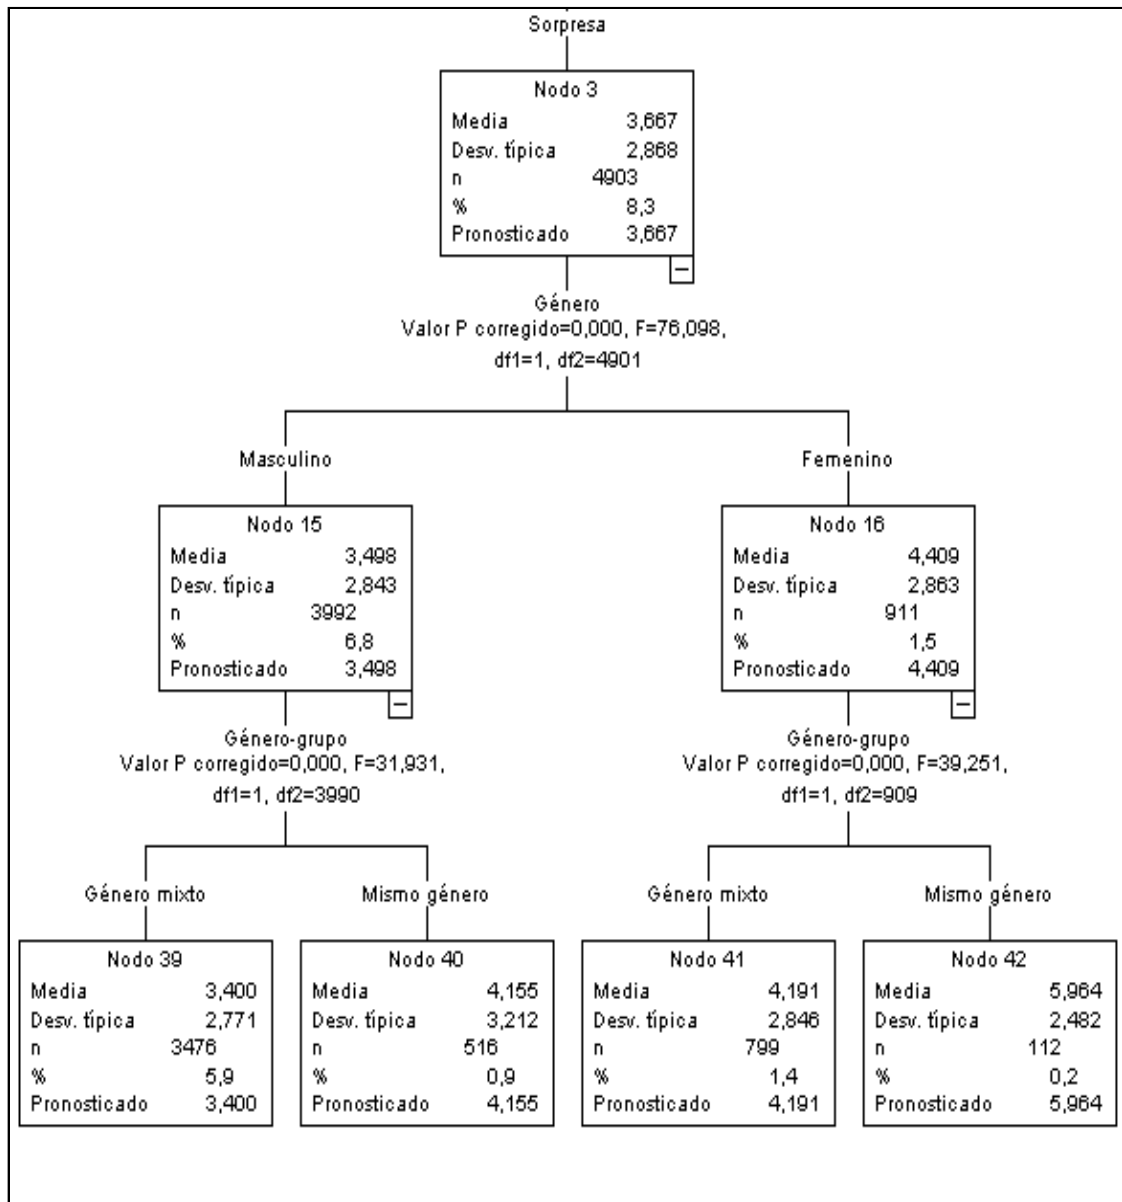 Sorpresa
Nodo 3
Media 3,667
Desv. típica 2,868
n 4903
% 8,3
Pronosticado 3,667
Género
Valor P corregido=0,000, F=76,098,
df1=1, df2=4901
Masculino
Femenino
Nodo 15
Media 3,498
Desv. típica 2,843
n 3992
% 6,8
Pronosticado 3,498
Nodo 16
Media 4,409
Desv. típica 2,863
n 911
% 1,5
Pronosticado 4,409
Género-grupo
Valor P corregido=0,000, F=31,931,
df1=1, df2=3990
Género-grupo
Valor P corregido=0,000, F=39,251,
df1=1, df2=909
Género mixto
Mismo género
Género mixto
Mismo género
Nodo 39
Media 3,400
Desv. típica 2,771
n 3476
% 5,9
Pronosticado 3,400
Nodo 40
Media 4,155
Desv. típica 3,212
n 516
% 0,9
Pronosticado 4,155
Nodo 41
Media 4,191
Desv. típica 2,846
n 799
% 1,4
Pronosticado 4,191
Nodo 42
Media 5,964
Desv. típica 2,482
n 112
% 0,2
Pronosticado 5,964